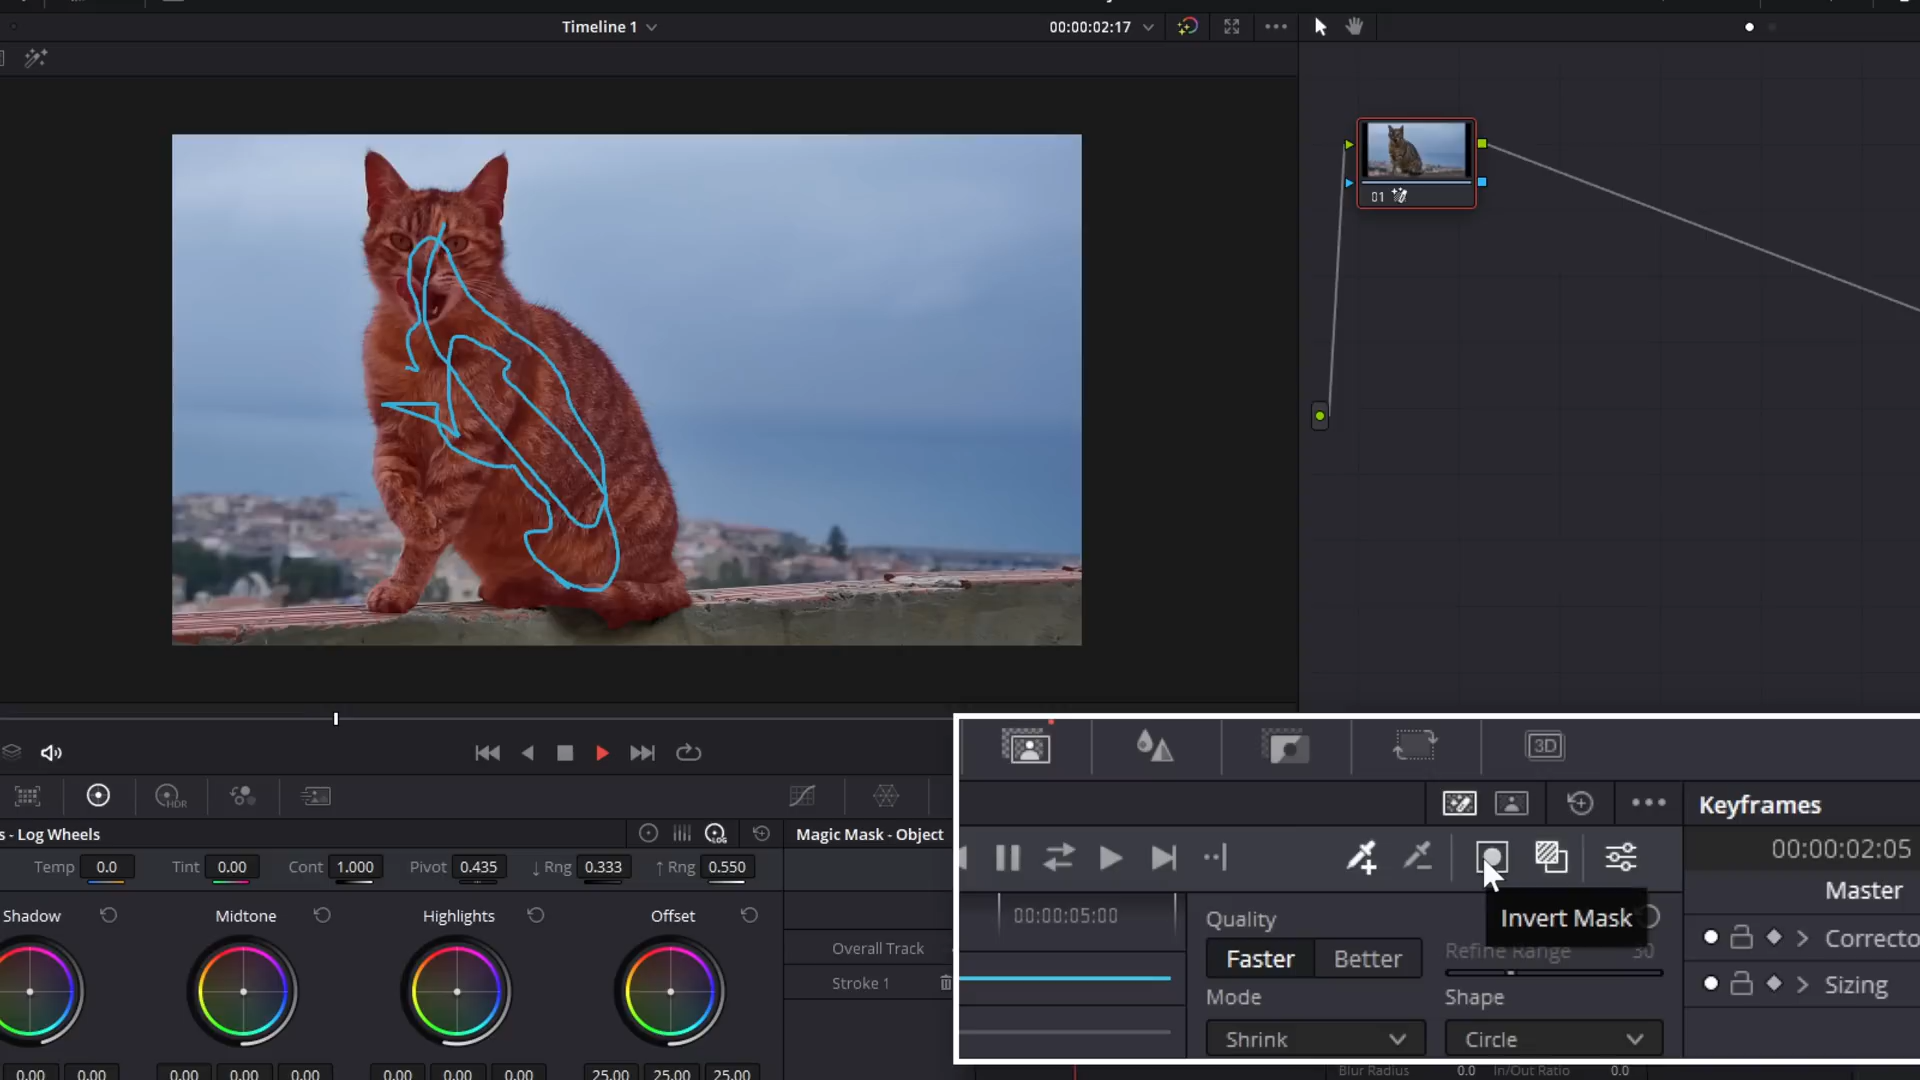 Timeline 1
00:00:02:17
01
HDR
3D
s - Log Wheels
LOG
Magic Mask - Object
Keyframes
Temp 0.0 Tint 0.00 Cont 1.000 Pivot 0.435 ↓ Rng 0.333 ↑ Rng 0.550
00:00:02:05
Master
Shadow Midtone Highlights Offset
00:00:05:00
Quality
Invert Mask
Overall Track
Stroke 1
Faster Better
Refine Range
Correcto
Sizing
Mode
Shape
Shrink
Circle
0.00 0.00 0.00 0.00 0.00 0.00 0.00 0.00 25.00 25.00 25.00
Blur Radius 0.0 In/Out Ratio 0.0